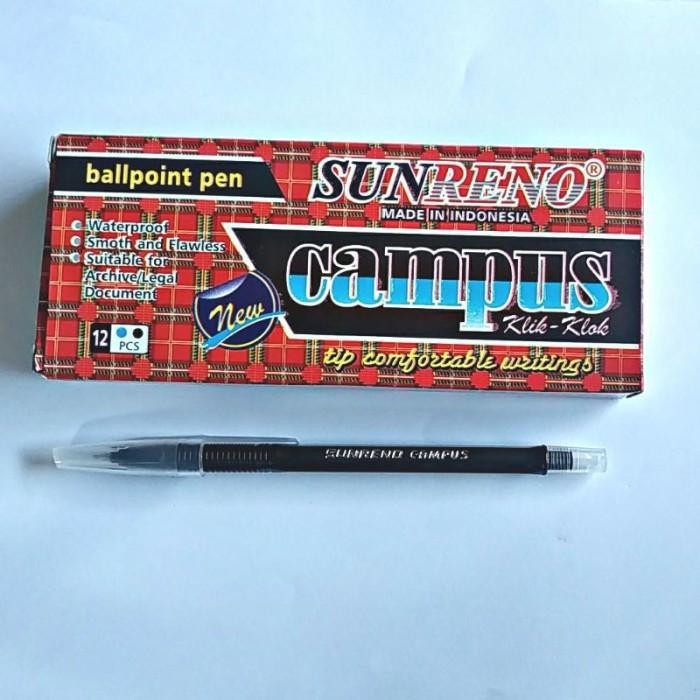 ballpoint pen
SUNRENO®
MADE IN INDONESIA
Waterproof
Smoth and Flawless
Suitable for
Archive/Legal
Document
campus
New
Klik-Klok
12 PCS
tip comfortable writings
SUNRENO CAMPUS